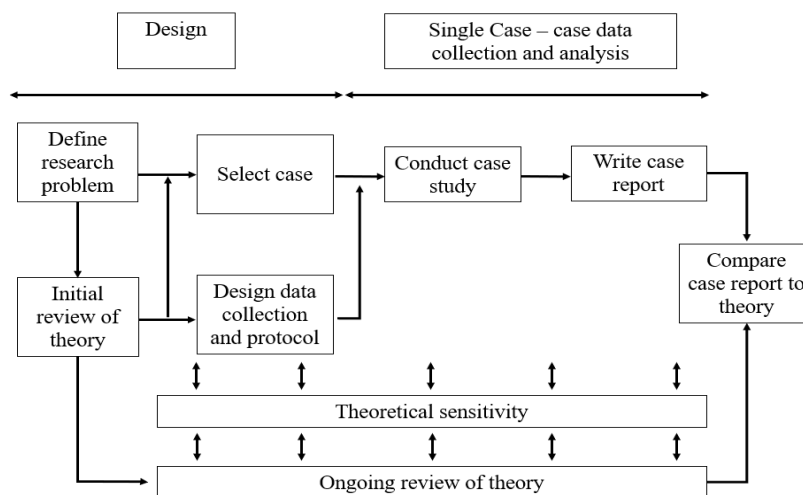 Design
Single Case – case data
collection and analysis
Define
research
problem
Select case
Conduct case
study
Write case
report
Initial
review of
theory
Design data
collection
and protocol
Compare
case report to
theory
Theoretical sensitivity
Ongoing review of theory